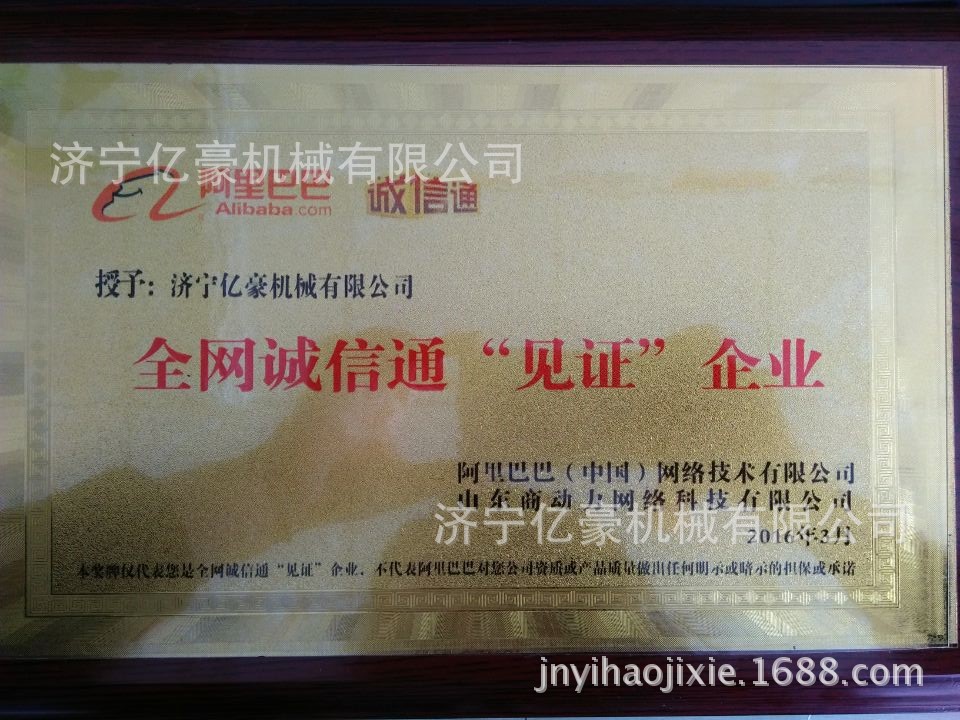 济宁亿豪机械有限公司
阿里巴巴 诚信通
Alibaba.com
授予：济宁亿豪机械有限公司
全网诚信通“见证”企业
阿里巴巴（中国）网络技术有限公司
山东商动力网络科技有限公司
济宁亿豪机械有限公司
2016年3月
本奖牌仅代表您是全网诚信通“见证”企业，不代表阿里巴巴对您公司资质或产品质量做出任何明示或暗示的担保或承诺
jnyihaojixie.1688.com